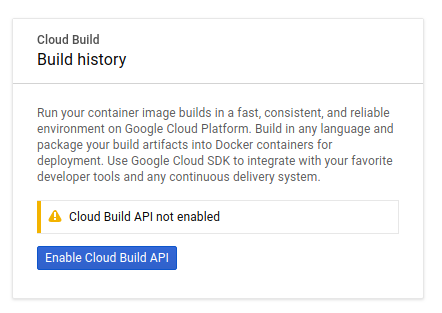 Cloud Build
Build history
Run your container image builds in a fast, consistent, and reliable
environment on Google Cloud Platform. Build in any language and
package your build artifacts into Docker containers for
deployment. Use Google Cloud SDK to integrate with your favorite
developer tools and any continuous delivery system.
Cloud Build API not enabled
Enable Cloud Build API